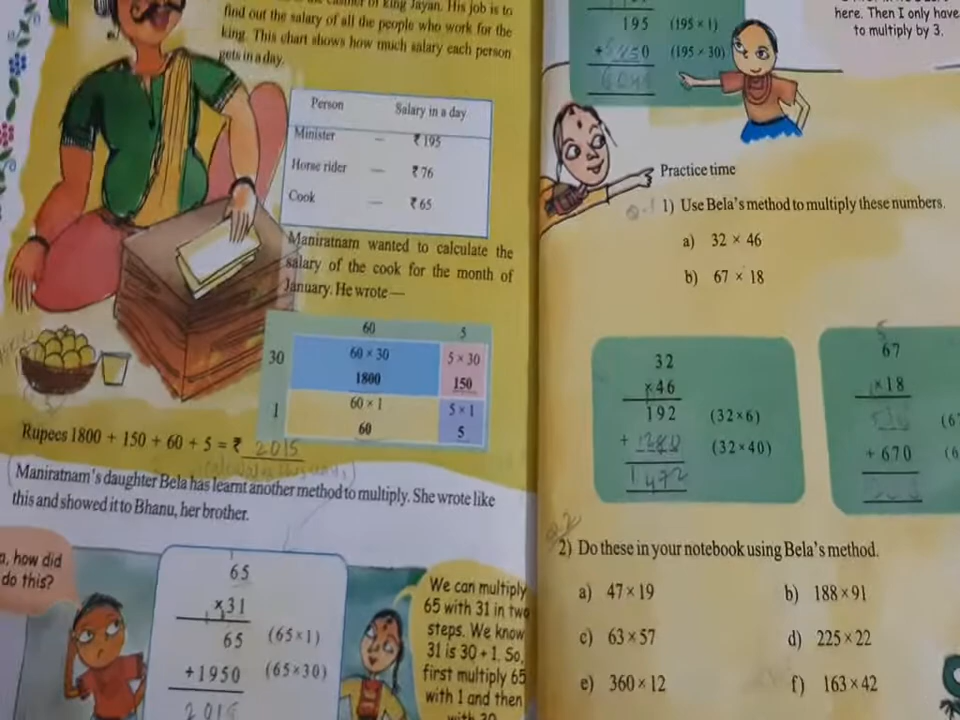 of king Jayan. His job is to
find out the salary of all the people who work for the
king. This chart shows how much salary each person
gets in a day.
Person Salary in a day
Minister — ₹195
Horse rider — ₹76
Cook — ₹65
Maniratnam wanted to calculate the
salary of the cook for the month of
January. He wrote —
60 5
30 60 × 30 5 × 30
1800 150
1 60 × 1 5 × 1
60 5
Rupees 1800 + 150 + 60 + 5 = ₹ 2015
Maniratnam's daughter Bela has learnt another method to multiply. She wrote like
this and showed it to Bhanu, her brother.
how did
do this?
65
×31
65 (65×1)
+1950 (65×30)
2015
We can multiply
65 with 31 in two
steps. We know
31 is 30 + 1. So,
first multiply 65
with 1 and then
with 30
195 (195×1)
+5850 (195×30)
6045
here. Then I only have
to multiply by 3.
Practice time
Q-1 1) Use Bela's method to multiply these numbers.
a) 32 × 46
b) 67 × 18
32
×46
192 (32×6)
+1280 (32×40)
1472
5
67
×18
+ 670
Q.2
2) Do these in your notebook using Bela's method.
a) 47×19 b) 188×91
c) 63×57 d) 225×22
e) 360×12 f) 163×42